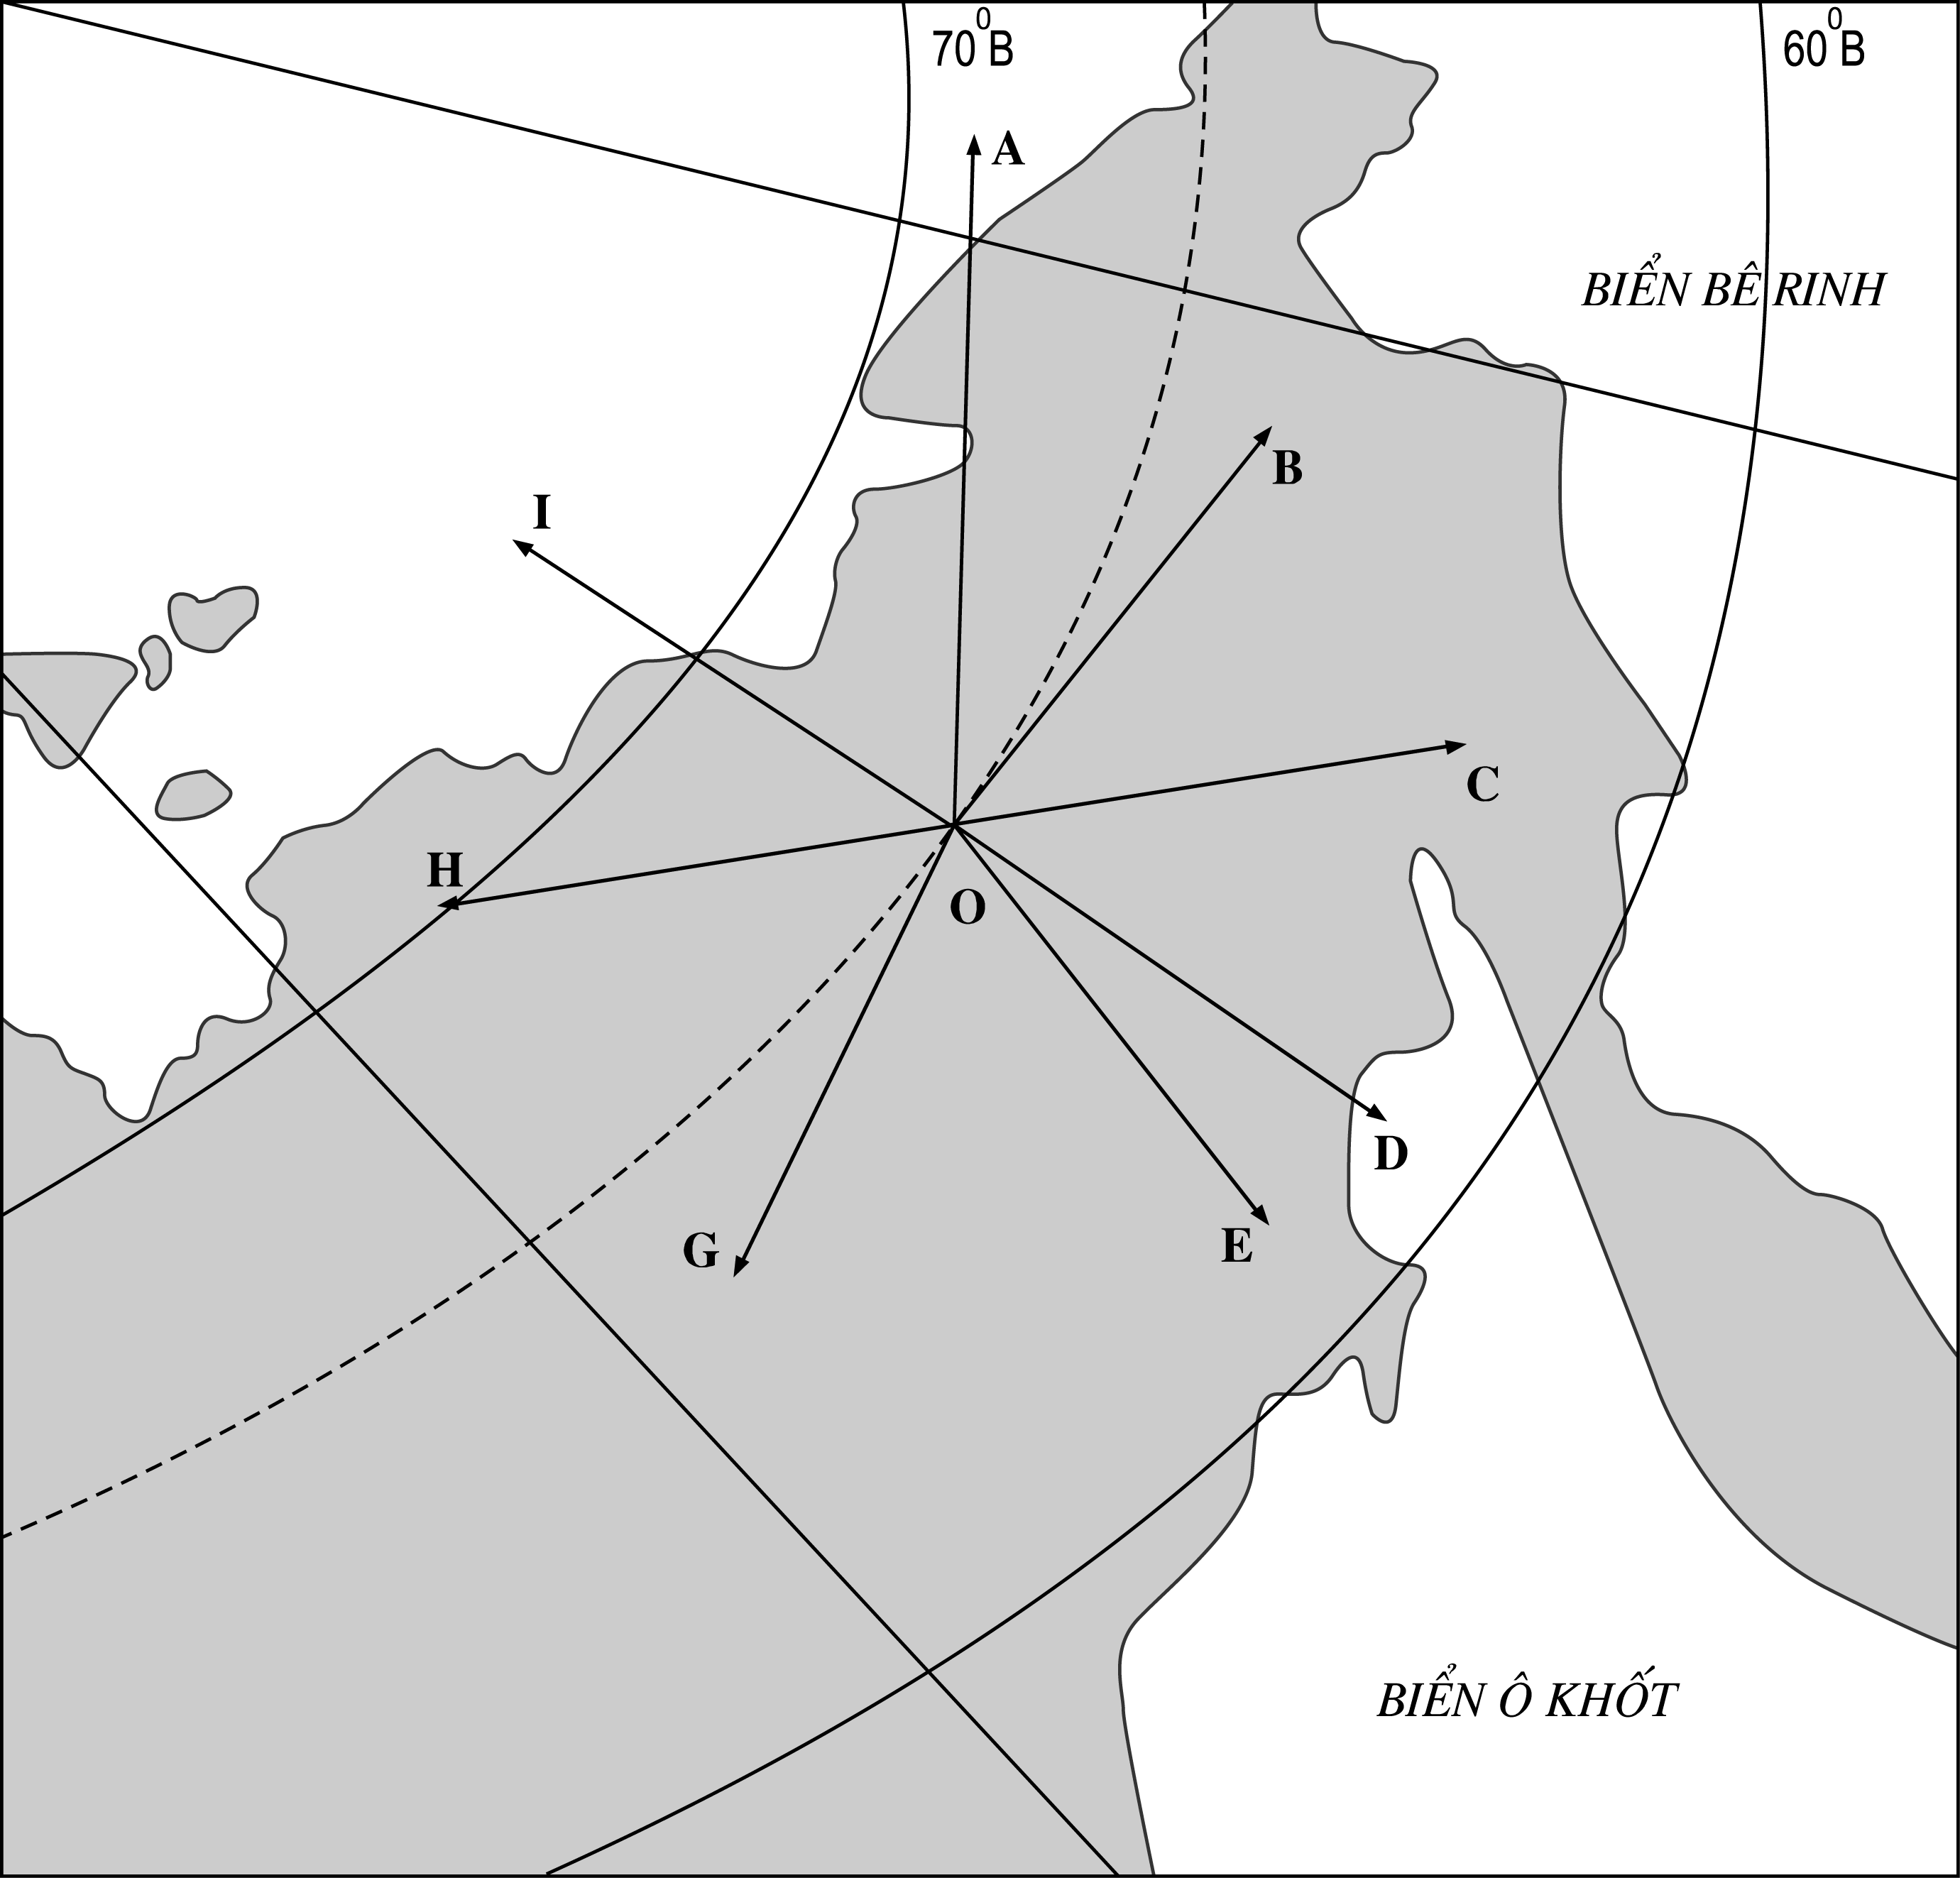 70⁰B
60⁰B
A
BIỂN BÊ RINH
B
I
C
H
O
D
G
E
BIỂN Ô KHỐT